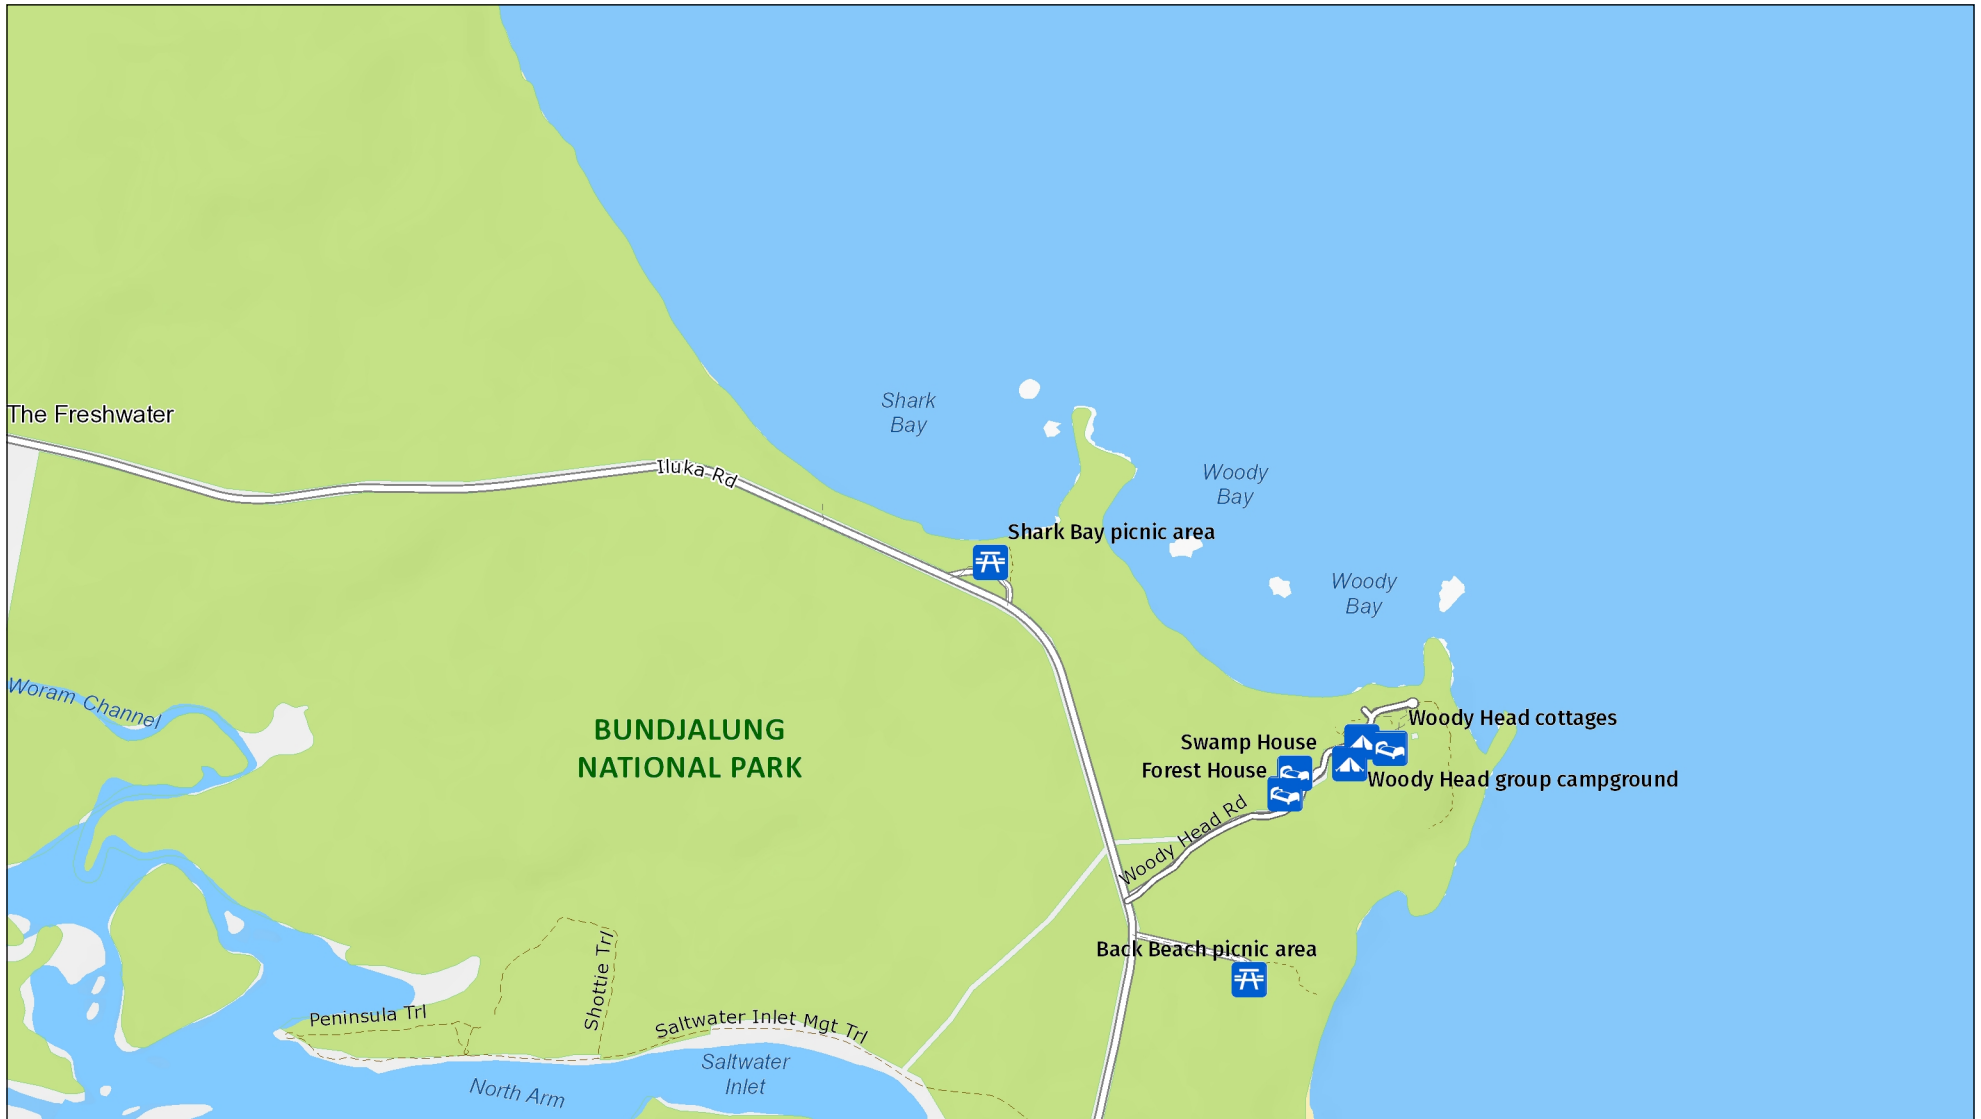 Shark
Bay
The Freshwater
Iluka Rd
Woody
Bay
Shark Bay picnic area
Woody
Bay
Woram Channel
BUNDJALUNG
NATIONAL PARK
Woody Head cottages
Swamp House
Forest House
Woody Head group campground
Woody Head Rd
Back Beach picnic area
Shottie Trl
Peninsula Trl
Saltwater Inlet Mgt Trl
Saltwater
Inlet
North Arm